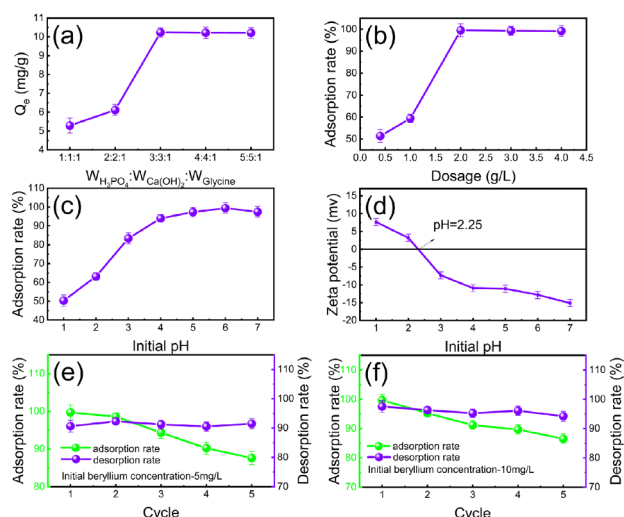 (a)
Qe (mg/g)
11
10
9
8
7
6
5
4
1:1:1 2:2:1 3:3:1 4:4:1 5:5:1
WH3PO4:WCa(OH)2:WGlycine
(b)
Adsorption rate (%)
100
90
80
70
60
50
0.0 0.5 1.0 1.5 2.0 2.5 3.0 3.5 4.0 4.5
Dosage (g/L)
(c)
Adsorption rate (%)
110
100
90
80
70
60
50
40
1 2 3 4 5 6 7
Initial pH
(d)
Zeta potential (mv)
15
10
5
0
-5
-10
-15
-20
pH=2.25
1 2 3 4 5 6 7
Initial pH
(e)
Adsorption rate (%)
110
100
90
80
Desorption rate (%)
110
100
90
80
70
adsorption rate
desorption rate
Initial beryllium concentration-5mg/L
1 2 3 4 5
Cycle
(f)
Adsorption rate (%)
110
100
90
80
70
Desorption rate (%)
110
100
90
80
70
adsorption rate
desorption rate
Initial beryllium concentration-10mg/L
1 2 3 4 5
Cycle